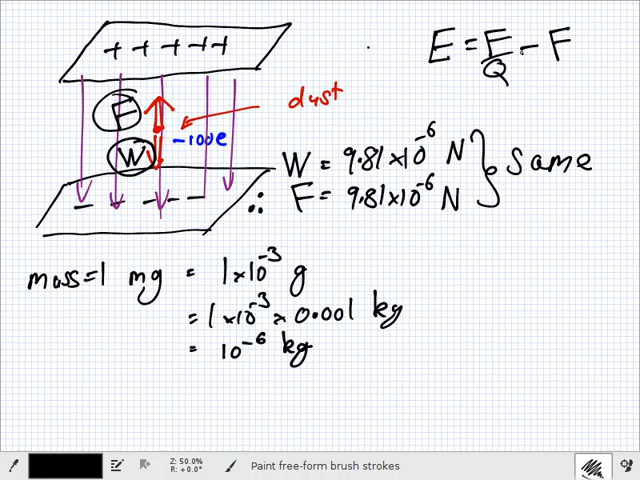 + + + + +
E = F/Q - F
F
dust
-100e
W
W = 9.81×10⁻⁶ N
∴ F = 9.81×10⁻⁶ N } Same
- - - - -
mass = 1 mg = 1×10⁻³ g
= 1×10⁻³ × 0.001 kg
= 10⁻⁶ kg
Z: 50.0%
R: +0.0°
Paint free-form brush strokes